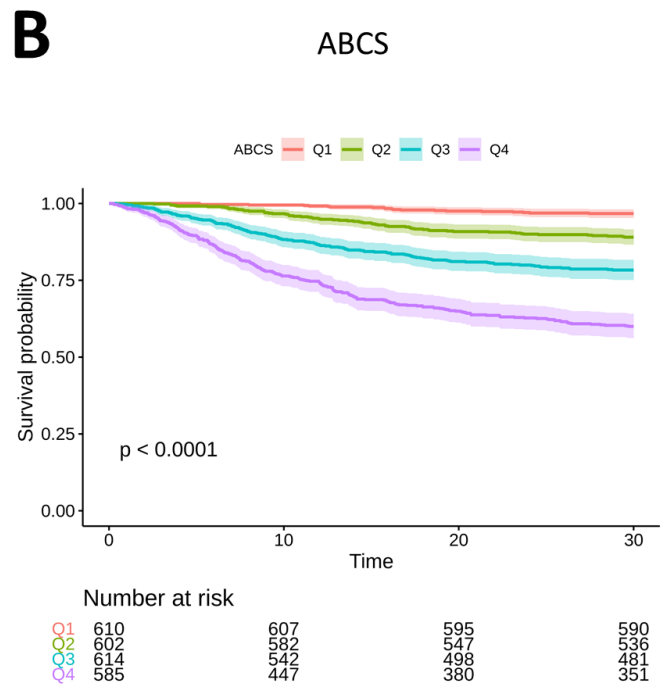 B
ABCS
ABCS Q1 Q2 Q3 Q4
1.00
0.75
0.50
0.25
0.00
Survival probability
p < 0.0001
0 10 20 30
Time
Number at risk
Q1 610 607 595 590
Q2 602 582 547 536
Q3 614 542 498 481
Q4 585 447 380 351